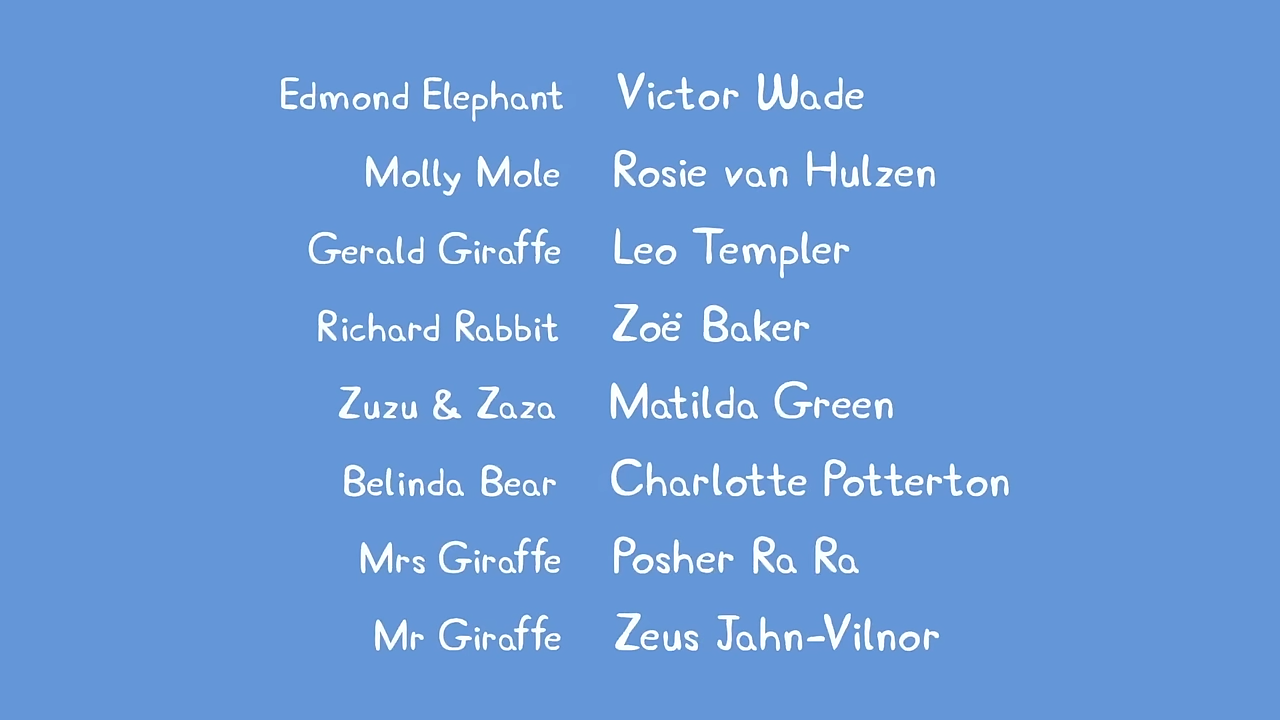 Edmond Elephant Victor Wade
Molly Mole Rosie van Hulzen
Gerald Giraffe Leo Templer
Richard Rabbit Zoë Baker
Zuzu & Zaza Matilda Green
Belinda Bear Charlotte Potterton
Mrs Giraffe Posher Ra Ra
Mr Giraffe Zeus Jahn-Vilnor